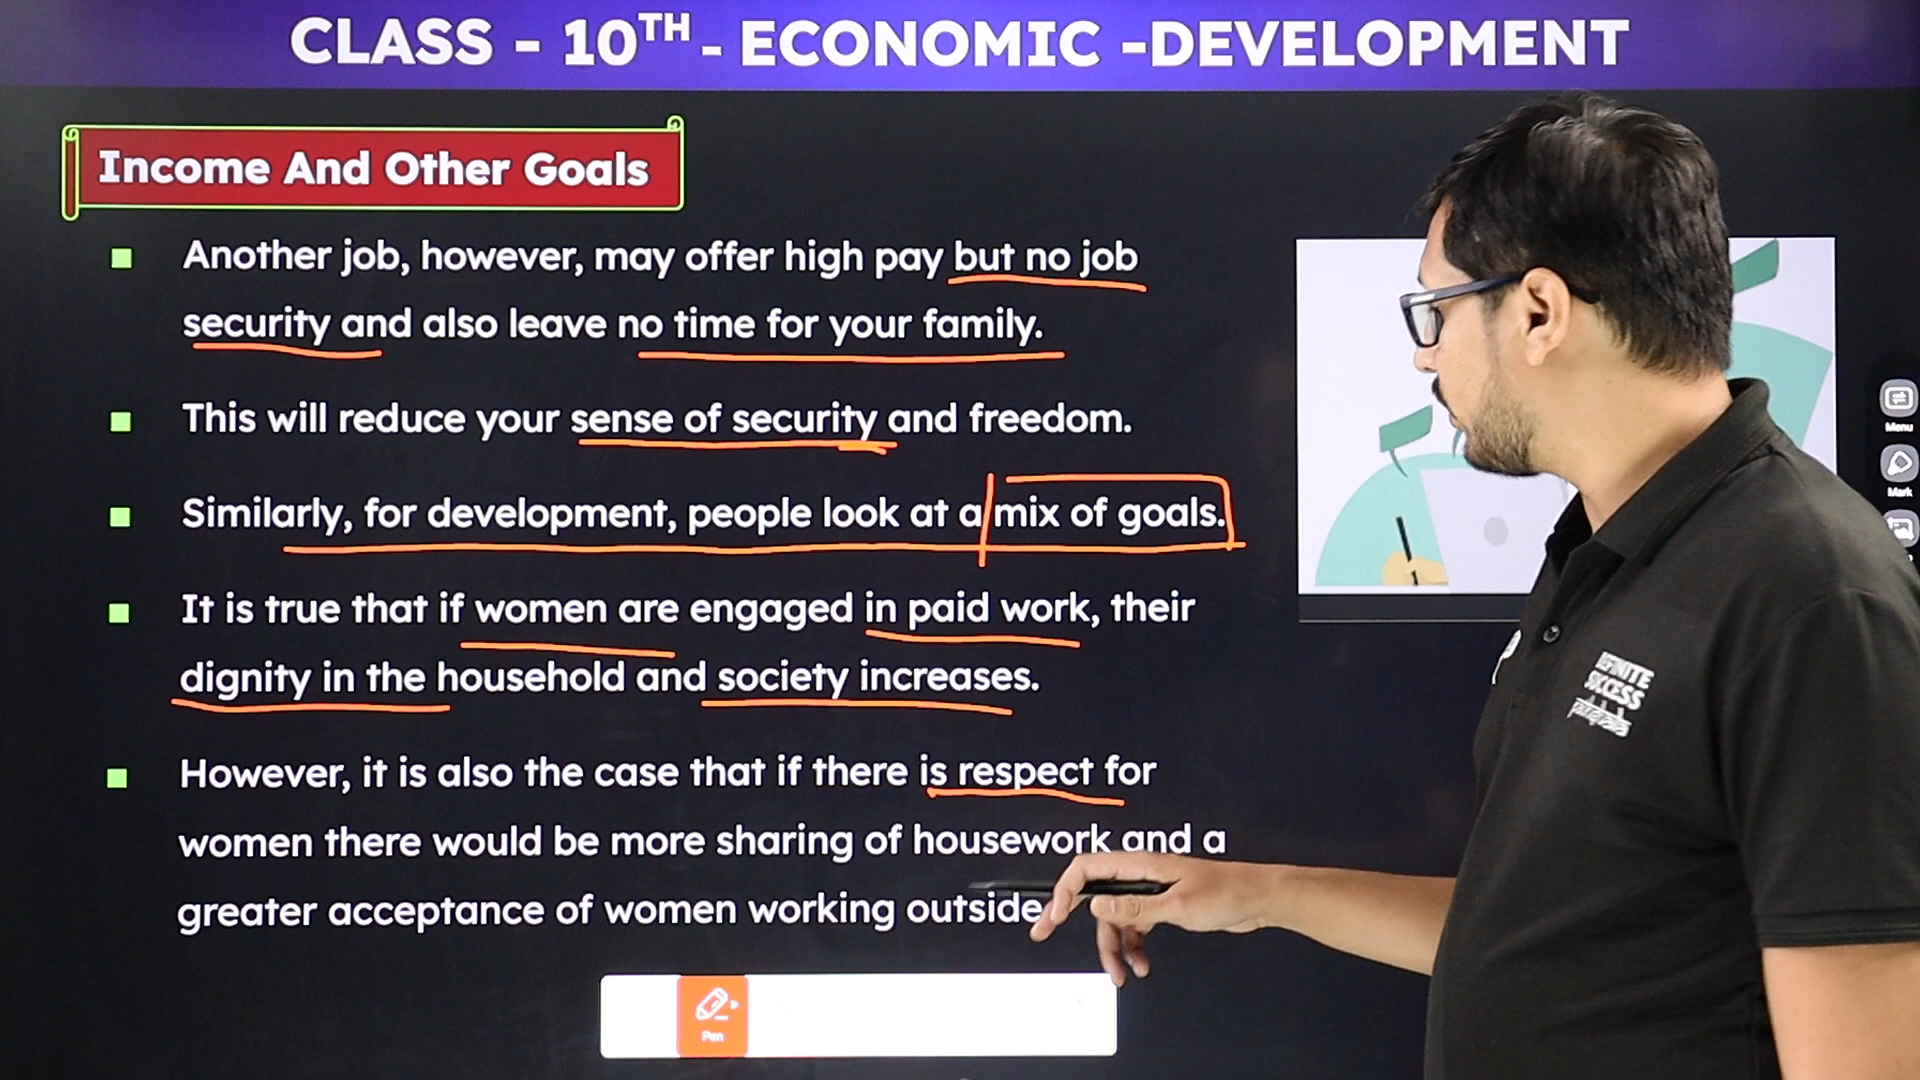 CLASS - 10TH - ECONOMIC -DEVELOPMENT
Income And Other Goals
Another job, however, may offer high pay but no job
security and also leave no time for your family.
This will reduce your sense of security and freedom.
Similarly, for development, people look at a mix of goals.
It is true that if women are engaged in paid work, their
dignity in the household and society increases.
However, it is also the case that if there is respect for
women there would be more sharing of housework and a
greater acceptance of women working outside
Pen
Menu
Mark
SUCCESS